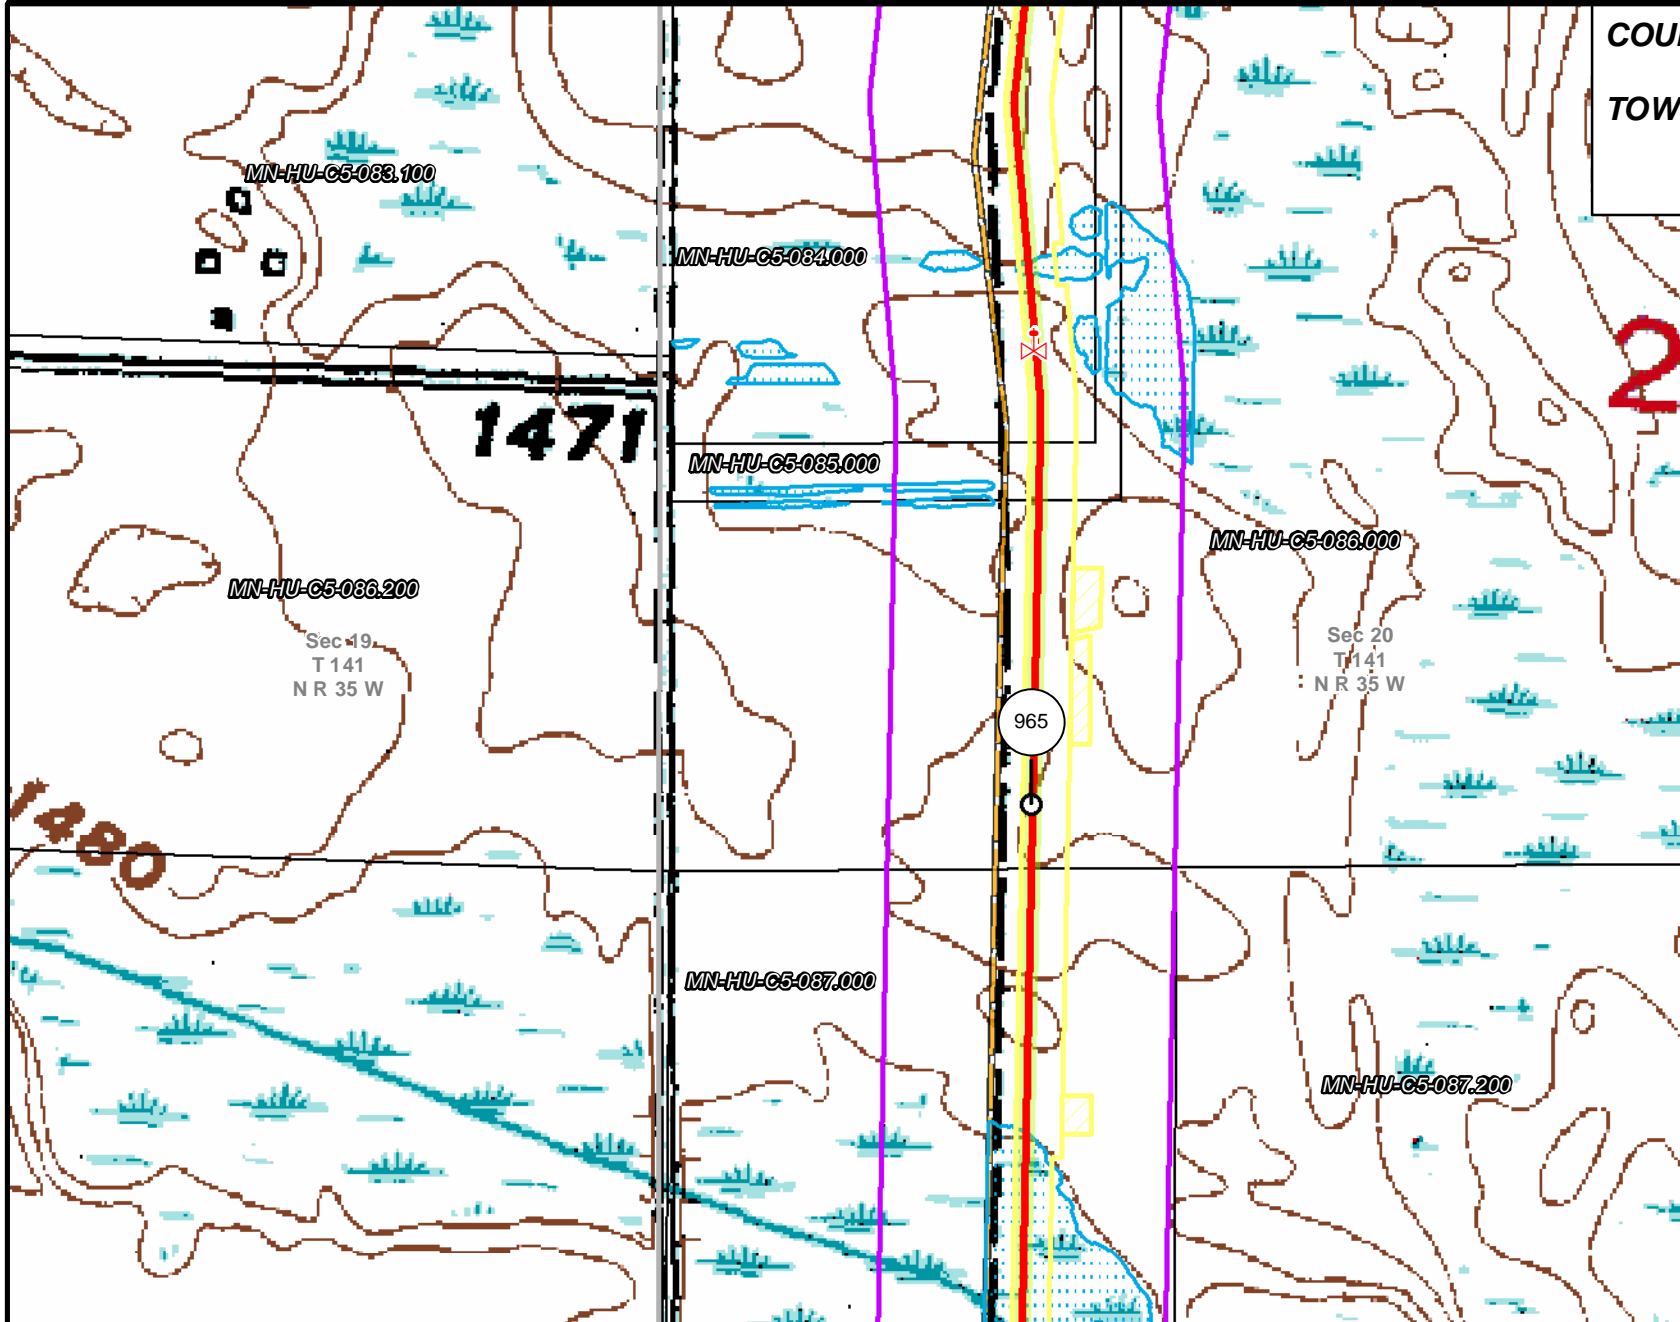 COU
TOW
MN-HU-C5-083.100
MN-HU-C5-084.000
2
1471
MN-HU-C5-085.000
MN-HU-C5-086.000
MN-HU-C5-086.200
Sec 19
T 141
N R 35 W
Sec 20
T 141
N R 35 W
965
1480
MN-HU-C5-087.000
MN-HU-C5-087.200